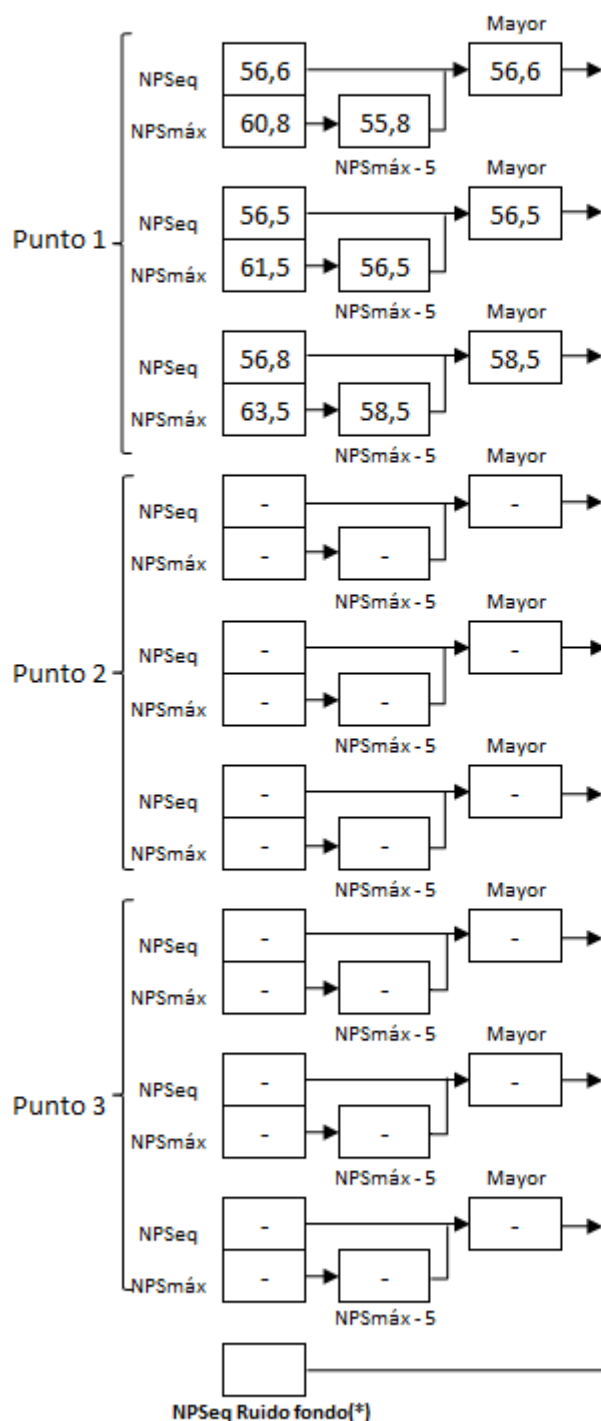 Mayor
NPSeq 56,6 56,6
NPSmáx 60,8 55,8
NPSmáx - 5 Mayor
Punto 1
NPSeq 56,5 56,5
NPSmáx 61,5 56,5
NPSmáx - 5 Mayor
NPSeq 56,8 58,5
NPSmáx 63,5 58,5
NPSmáx - 5 Mayor
NPSeq - -
NPSmáx - -
NPSmáx - 5 Mayor
Punto 2
NPSeq - -
NPSmáx - -
NPSmáx - 5 Mayor
NPSeq - -
NPSmáx - -
NPSmáx - 5 Mayor
NPSeq - -
NPSmáx - -
NPSmáx - 5 Mayor
Punto 3
NPSeq - -
NPSmáx - -
NPSmáx - 5 Mayor
NPSeq - -
NPSmáx - -
NPSmáx - 5
NPSeq Ruido fondo(*)